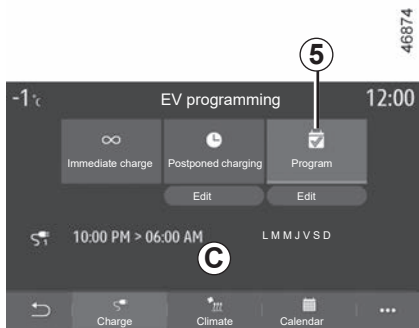 46874
5
-1°c EV programming 12:00
∞ Immediate charge
Postponed charging
Program
Edit
Edit
10:00 PM > 06:00 AM L M M J V S D
C
Charge
Climate
Calendar